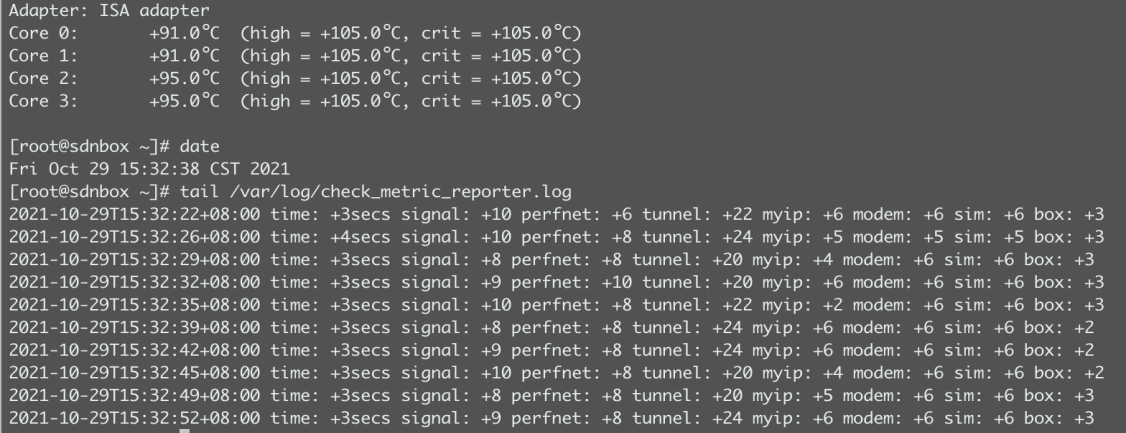 Adapter: ISA adapter
Core 0:        +91.0°C  (high = +105.0°C, crit = +105.0°C)
Core 1:        +91.0°C  (high = +105.0°C, crit = +105.0°C)
Core 2:        +95.0°C  (high = +105.0°C, crit = +105.0°C)
Core 3:        +95.0°C  (high = +105.0°C, crit = +105.0°C)
[root@sdnbox ~]# date
Fri Oct 29 15:32:38 CST 2021
[root@sdnbox ~]# tail /var/log/check_metric_reporter.log
2021-10-29T15:32:22+08:00 time: +3secs signal: +10 perfnet: +6 tunnel: +22 myip: +6 modem: +6 sim: +6 box: +3
2021-10-29T15:32:26+08:00 time: +4secs signal: +10 perfnet: +8 tunnel: +24 myip: +5 modem: +5 sim: +5 box: +3
2021-10-29T15:32:29+08:00 time: +3secs signal: +8 perfnet: +8 tunnel: +20 myip: +4 modem: +6 sim: +6 box: +3
2021-10-29T15:32:32+08:00 time: +3secs signal: +9 perfnet: +10 tunnel: +20 myip: +6 modem: +6 sim: +6 box: +3
2021-10-29T15:32:35+08:00 time: +3secs signal: +10 perfnet: +8 tunnel: +22 myip: +2 modem: +6 sim: +6 box: +3
2021-10-29T15:32:39+08:00 time: +3secs signal: +8 perfnet: +8 tunnel: +24 myip: +6 modem: +6 sim: +6 box: +2
2021-10-29T15:32:42+08:00 time: +3secs signal: +9 perfnet: +8 tunnel: +24 myip: +6 modem: +6 sim: +6 box: +2
2021-10-29T15:32:45+08:00 time: +3secs signal: +10 perfnet: +8 tunnel: +20 myip: +4 modem: +6 sim: +6 box: +2
2021-10-29T15:32:49+08:00 time: +3secs signal: +8 perfnet: +8 tunnel: +20 myip: +5 modem: +6 sim: +6 box: +3
2021-10-29T15:32:52+08:00 time: +3secs signal: +9 perfnet: +8 tunnel: +24 myip: +6 modem: +6 sim: +6 box: +3